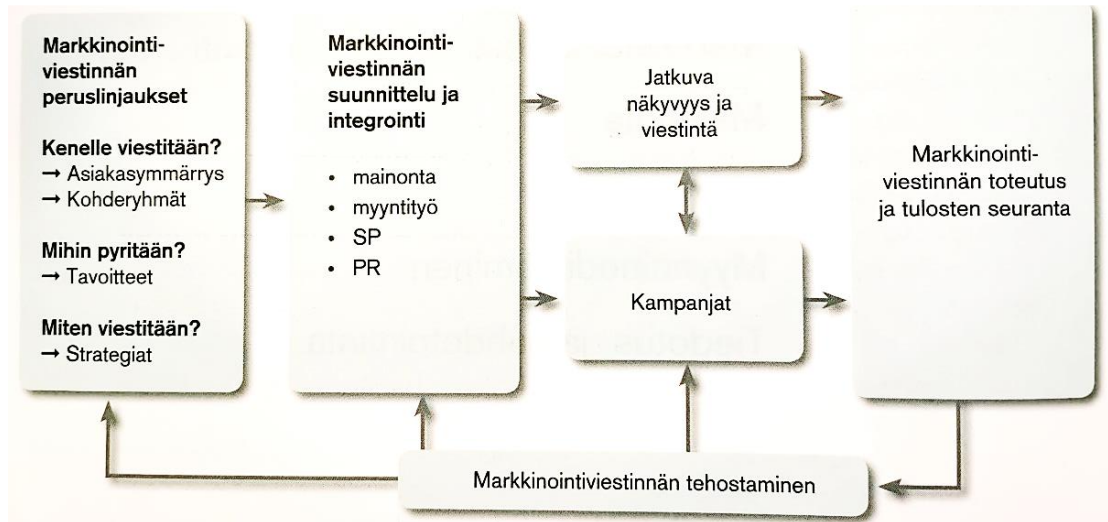 Markkinointi-
viestinnän
peruslinjaukset
Kenelle viestitään?
→ Asiakasymmärrys
→ Kohderyhmät
Mihin pyritään?
→ Tavoitteet
Miten viestitään?
→ Strategiat
Markkinointi-
viestinnän
suunnittelu ja
integrointi
• mainonta
• myyntityö
• SP
• PR
Jatkuva
näkyvyys ja
viestintä
Kampanjat
Markkinointi-
viestinnän toteutus
ja tulosten seuranta
Markkinointiviestinnän tehostaminen